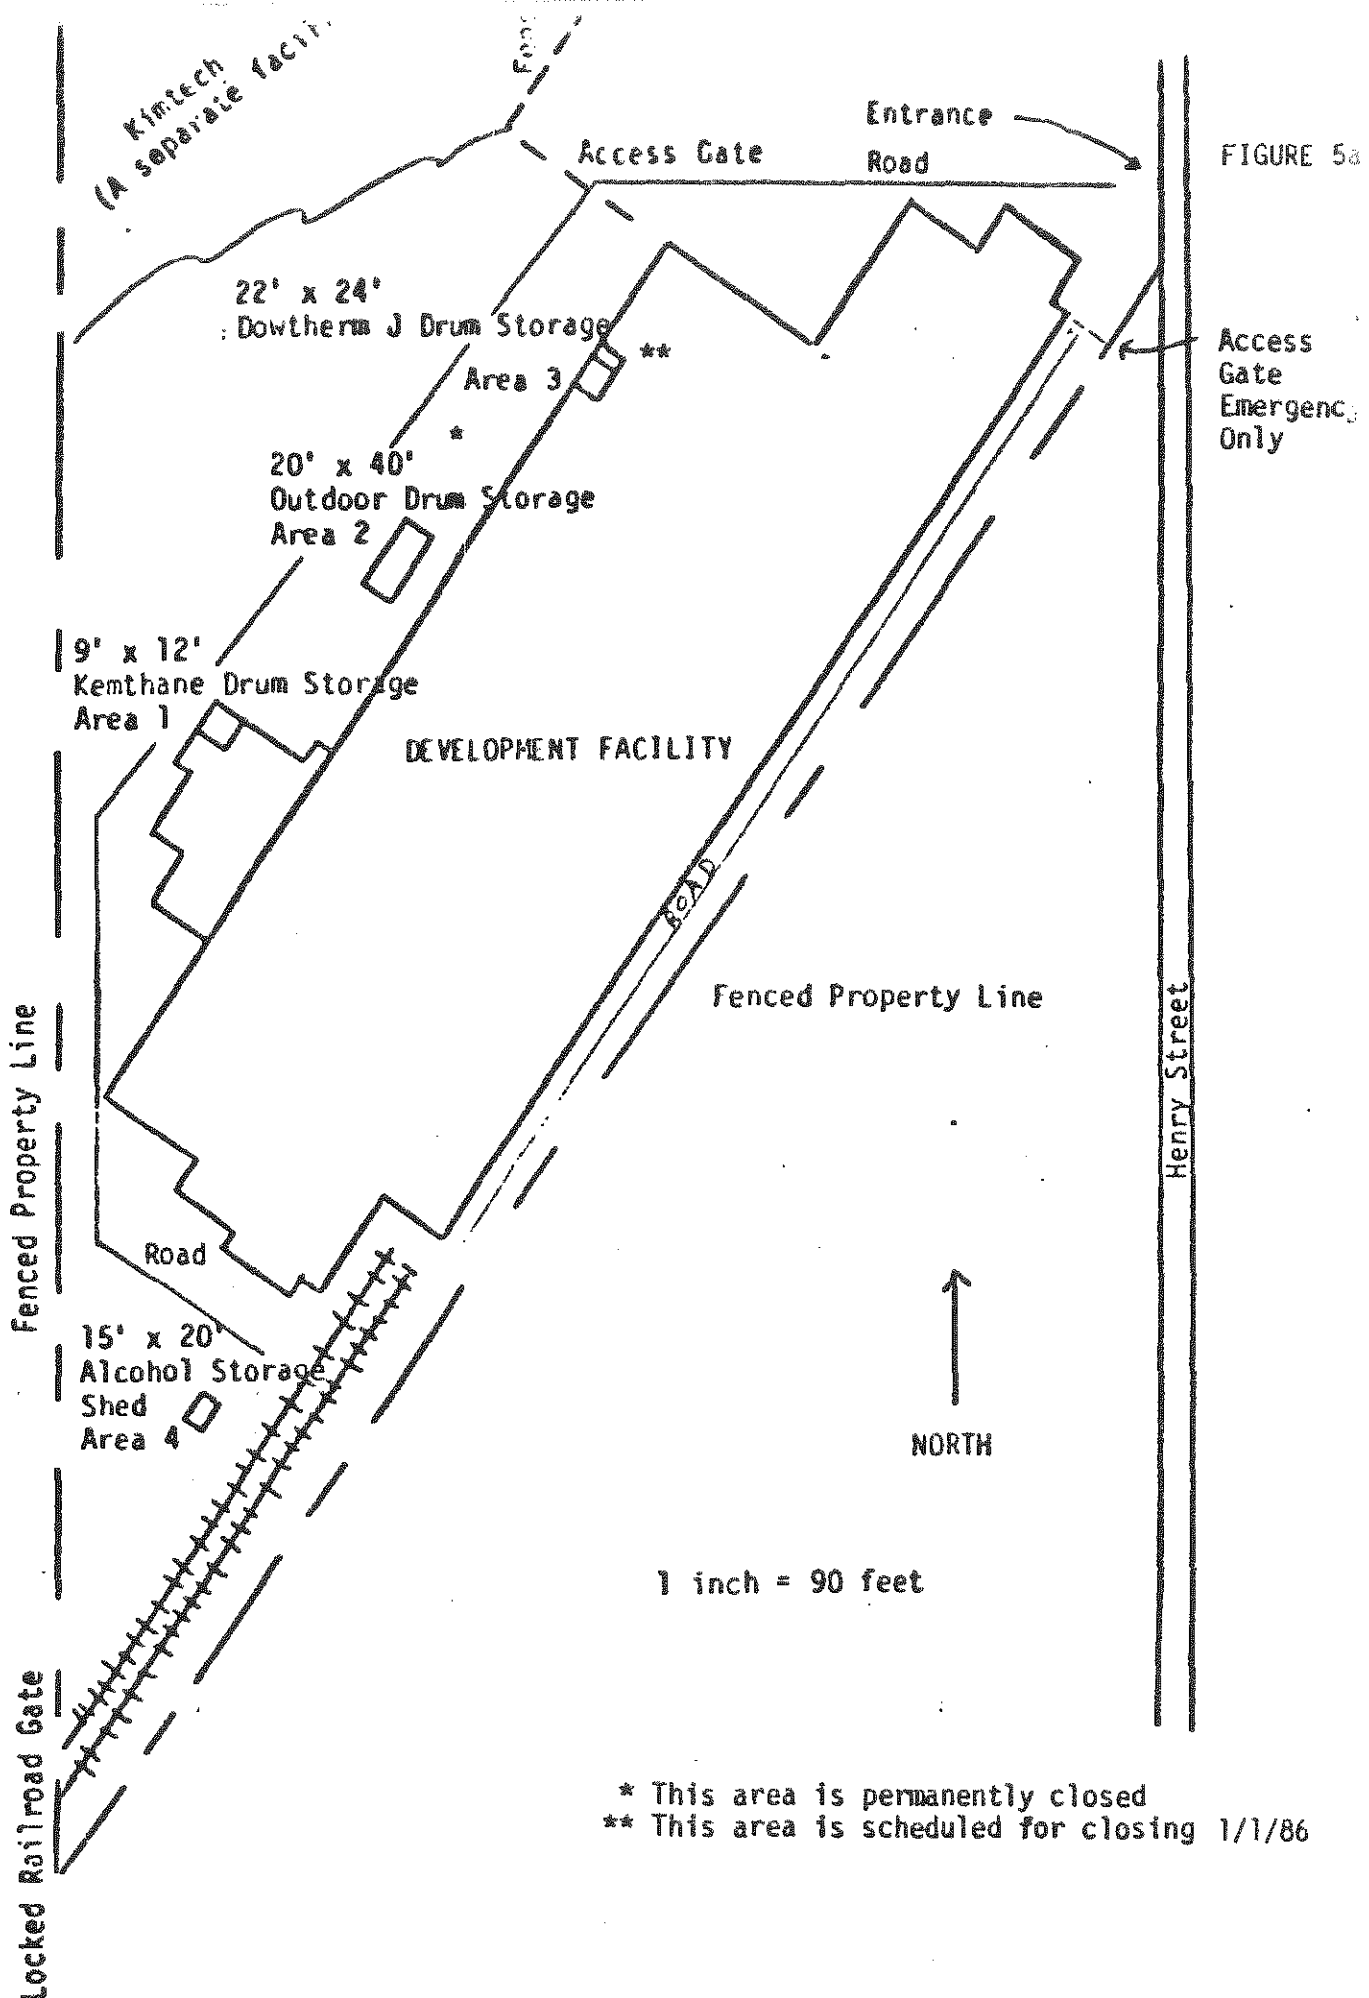 Kimtech
(A separate
Entrance
FIGURE 5a
Access Gate
Road
22' x 24'
Dowtherm J Drum Storage
Area 3
**
Access
Gate
Only
*
20' x 40'
Outdoor Drum Storage
Area 2
9' x 12'
Kemthane Drum Storage
Area 1
DEVELOPMENT FACILITY
ROAD
Fenced Property Line
Fenced Property Line
Henry Street
Road
15' x 20'
Alcohol Storage
Shed
Area 4
NORTH
1 inch = 90 feet
Locked Railroad Gate
* This area is permanently closed
** This area is scheduled for closing 1/1/86